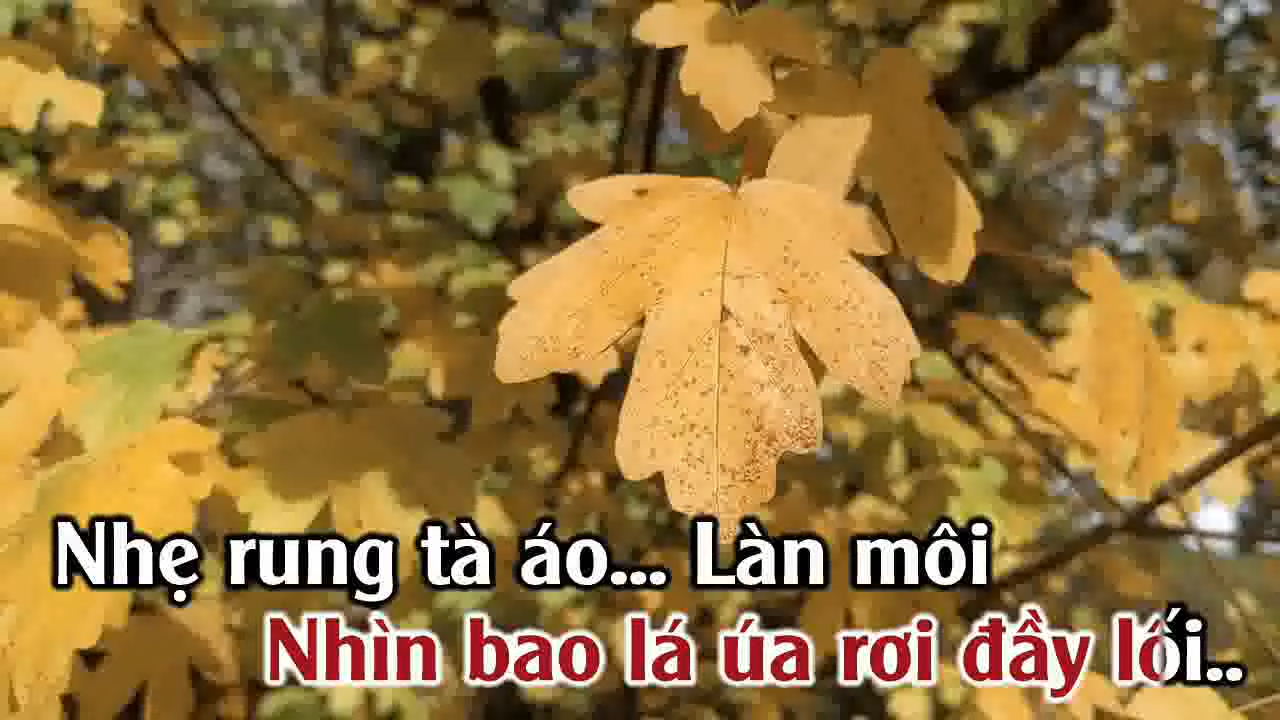 Nhẹ rung tà áo... Làn môi
Nhìn bao lá úa rơi đầy lối..